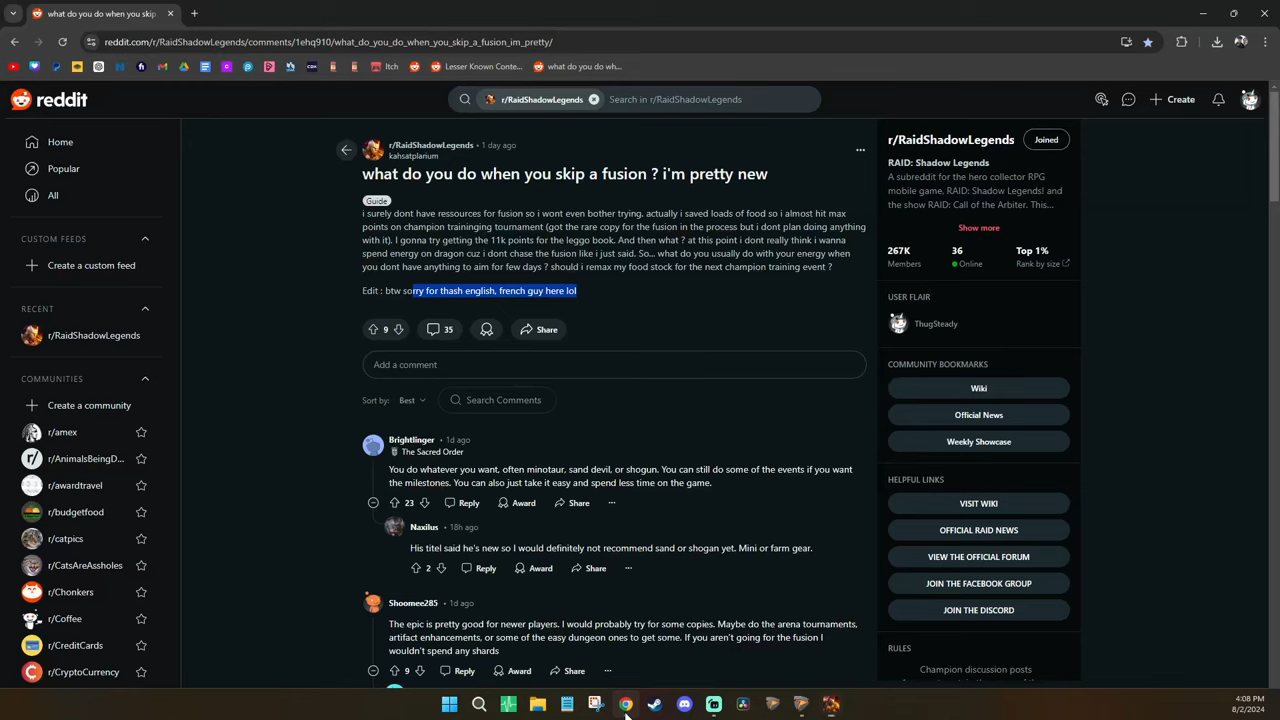 what do you do when you skip
reddit.com/r/RaidShadowLegends/comments/1ehq910/what_do_you_do_when_you_skip_a_fusion_im_pretty/
Itch
Lesser Known Conte...
what do you do wh...
reddit
r/RaidShadowLegends
Search in r/RaidShadowLegends
Create
Home
Popular
All
CUSTOM FEEDS
Create a custom feed
RECENT
r/RaidShadowLegends
COMMUNITIES
Create a community
r/amex
r/AnimalsBeingD...
r/awardtravel
r/budgetfood
r/catpics
r/CatsAreAssholes
r/Chonkers
r/Coffee
r/CreditCards
r/CryptoCurrency
r/RaidShadowLegends • 1 day ago
kahsatplarium
what do you do when you skip a fusion ? i'm pretty new
Guide
i surely dont have ressources for fusion so i wont even bother trying. actually i saved loads of food so i almost hit max
points on champion traininging tournament (got the rare copy for the fusion in the process but i dont plan doing anything
with it). I gonna try getting the 11k points for the leggo book. And then what ? at this point i dont really think i wanna
spend energy on dragon cuz i dont chase the fusion like i just said. So... what do you usually do with your energy when
you dont have anything to aim for few days ? should i remax my food stock for the next champion training event ?
Edit : btw sorry for thash english, french guy here lol
9
35
Share
Add a comment
Sort by: Best
Search Comments
Brightlinger • 1d ago
The Sacred Order
You do whatever you want, often minotaur, sand devil, or shogun. You can still do some of the events if you want
the milestones. You can also just take it easy and spend less time on the game.
23 Reply Award Share ...
Naxilus • 18h ago
His titel said he's new so I would definitely not recommend sand or shogan yet. Mini or farm gear.
2 Reply Award Share ...
Shoomee285 • 1d ago
The epic is pretty good for newer players. I would probably try for some copies. Maybe do the arena tournaments,
artifact enhancements, or some of the easy dungeon ones to get some. If you aren't going for the fusion I
wouldn't spend any shards
9 Reply Award Share ...
r/RaidShadowLegends
Joined
RAID: Shadow Legends
A subreddit for the hero collector RPG
mobile game, RAID: Shadow Legends! and
the show RAID: Call of the Arbiter. This...
Show more
267K 36 Top 1%
Members Online Rank by size
USER FLAIR
ThugSteady
COMMUNITY BOOKMARKS
Wiki
Official News
Weekly Showcase
HELPFUL LINKS
VISIT WIKI
OFFICIAL RAID NEWS
VIEW THE OFFICIAL FORUM
JOIN THE FACEBOOK GROUP
JOIN THE DISCORD
RULES
Champion discussion posts
4:08 PM
8/2/2024